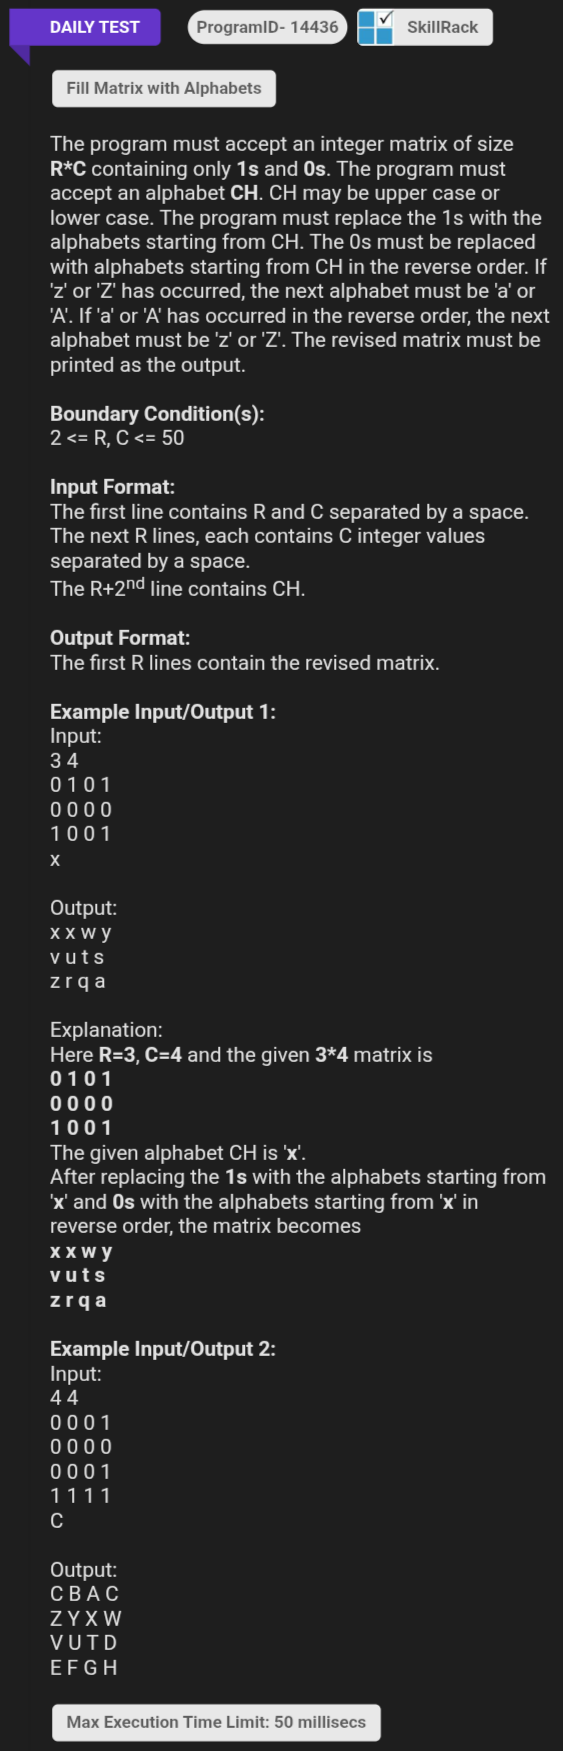 DAILY TEST
ProgramID- 14436
SkillRack
Fill Matrix with Alphabets
The program must accept an integer matrix of size
R*C containing only 1s and 0s. The program must
accept an alphabet CH. CH may be upper case or
lower case. The program must replace the 1s with the
alphabets starting from CH. The 0s must be replaced
with alphabets starting from CH in the reverse order. If
'z' or 'Z' has occurred, the next alphabet must be 'a' or
'A'. If 'a' or 'A' has occurred in the reverse order, the next
alphabet must be 'z' or 'Z'. The revised matrix must be
printed as the output.
Boundary Condition(s):
2 <= R, C <= 50
Input Format:
The first line contains R and C separated by a space.
The next R lines, each contains C integer values
separated by a space.
The R+2nd line contains CH.
Output Format:
The first R lines contain the revised matrix.
Example Input/Output 1:
Input:
3 4
0 1 0 1
0 0 0 0
1 0 0 1
x
Output:
x x w y
v u t s
z r q a
Explanation:
Here R=3, C=4 and the given 3*4 matrix is
0 1 0 1
0 0 0 0
1 0 0 1
The given alphabet CH is 'x'.
After replacing the 1s with the alphabets starting from
'x' and 0s with the alphabets starting from 'x' in
reverse order, the matrix becomes
x x w y
v u t s
z r q a
Example Input/Output 2:
Input:
4 4
0 0 0 1
0 0 0 0
0 0 0 1
1 1 1 1
C
Output:
C B A C
Z Y X W
V U T D
E F G H
Max Execution Time Limit: 50 millisecs